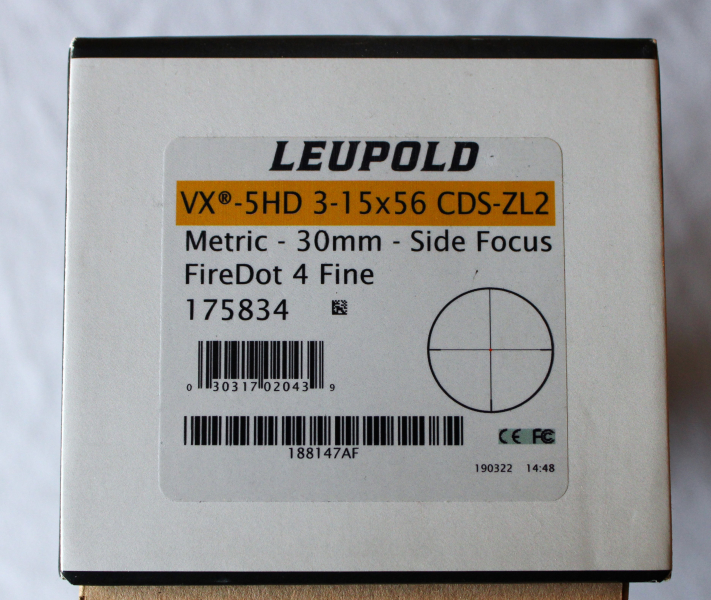 LEUPOLD
VX®-5HD 3-15x56 CDS-ZL2
Metric - 30mm - Side Focus
FireDot 4 Fine
175834
0 30317 02043 9
188147AF
CE FC
190322 14:48